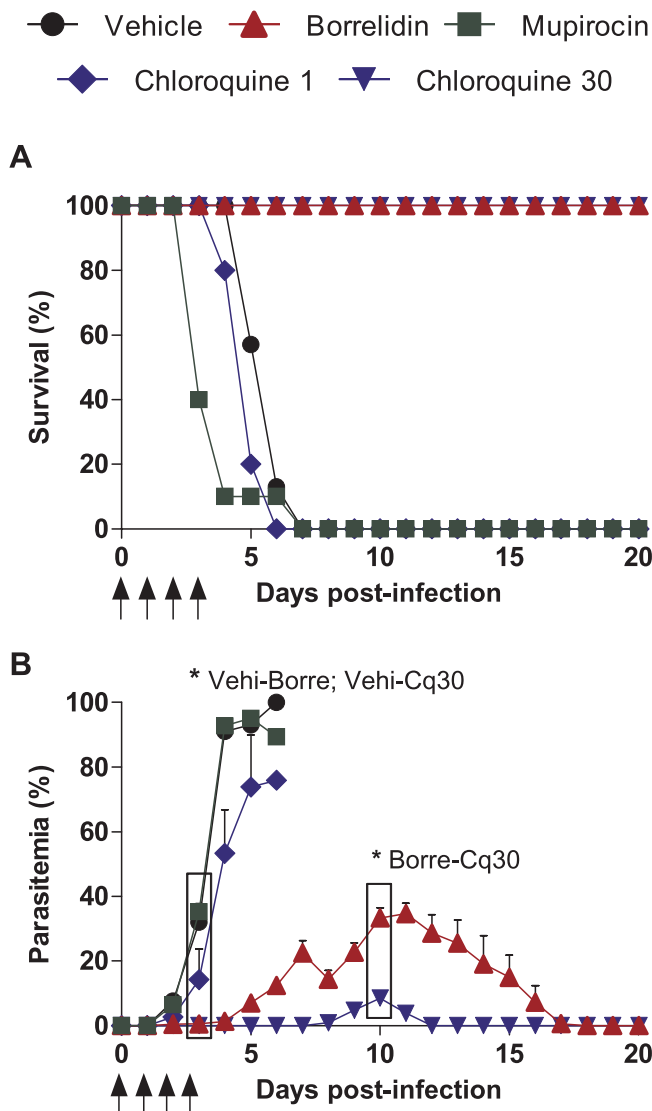 Vehicle Borrelidin Mupirocin
Chloroquine 1 Chloroquine 30
A
100
80
60
40
20
0
Survival (%)
0 5 10 15 20
Days post-infection
B
* Vehi-Borre; Vehi-Cq30
100
80
60
40
20
0
Parasitemia (%)
* Borre-Cq30
0 5 10 15 20
Days post-infection